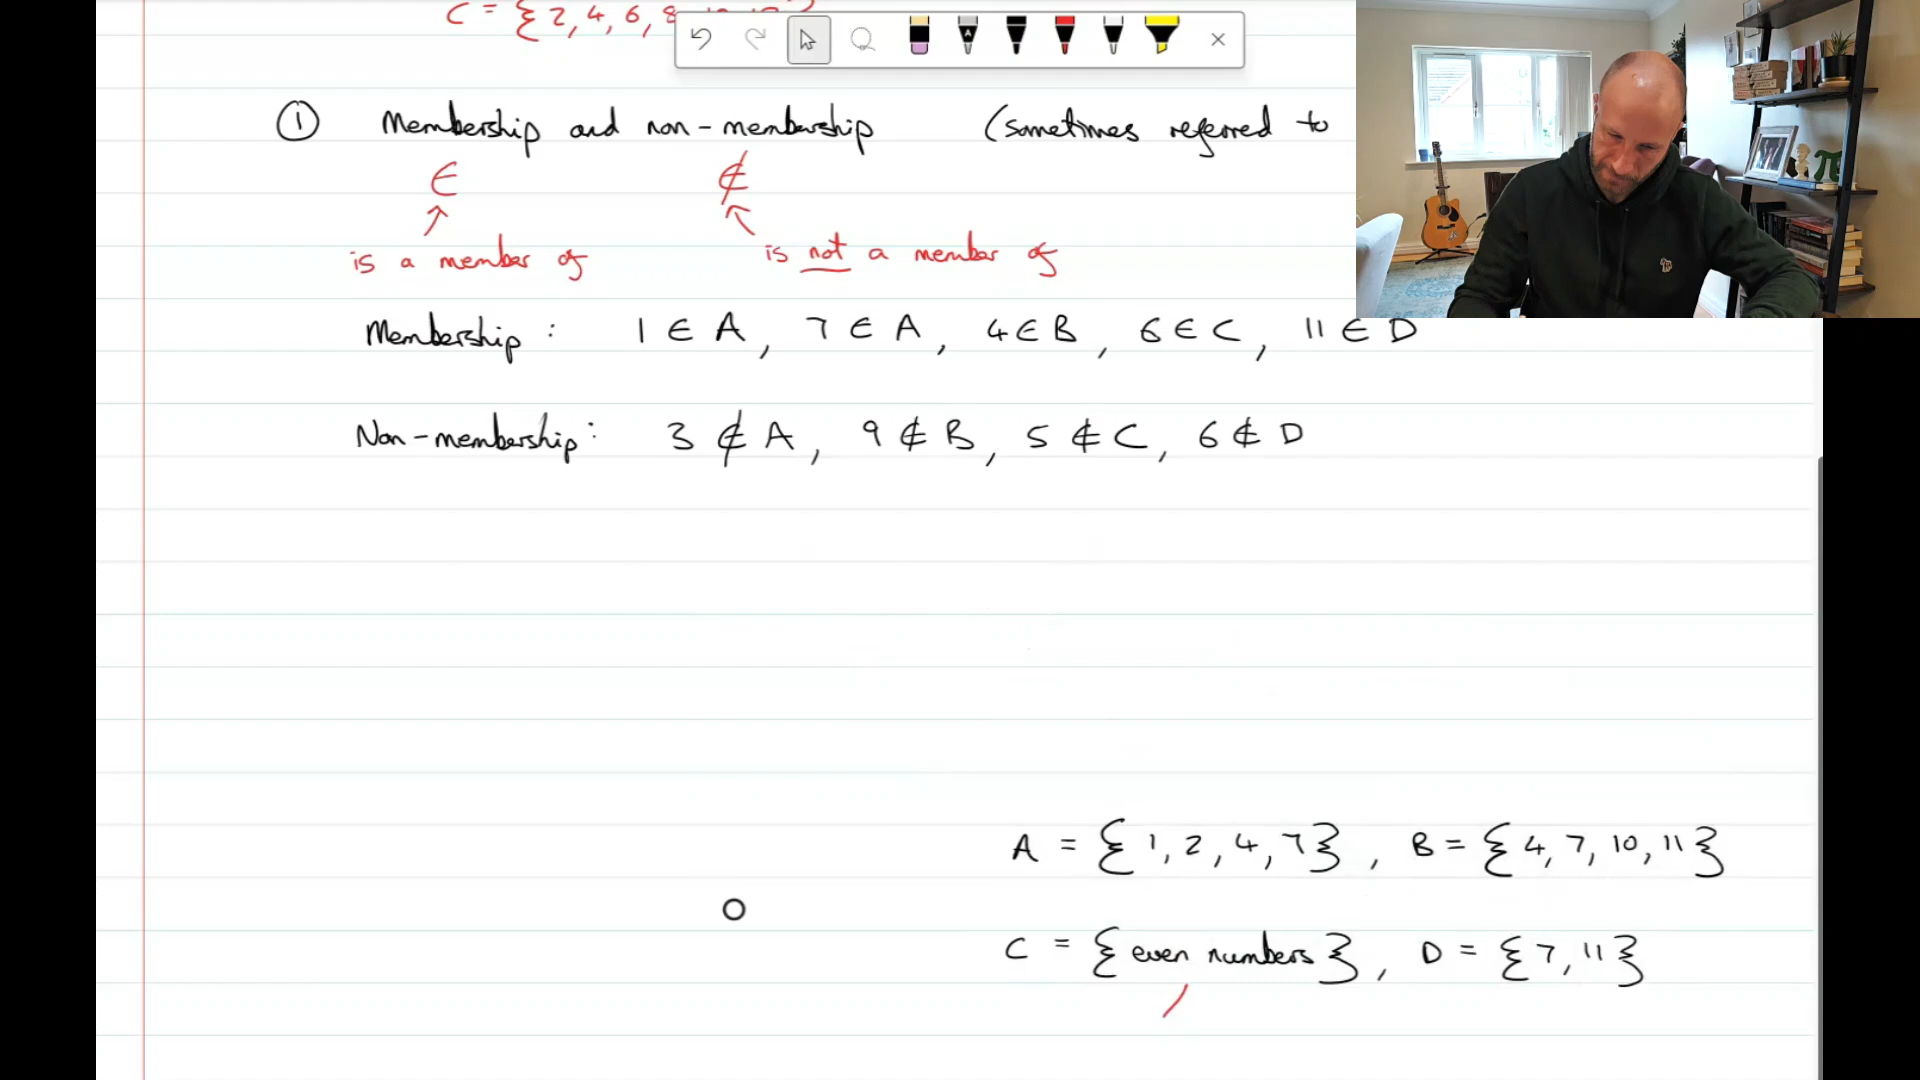 C = {2, 4, 6, 8
① Membership and non-membership (sometimes referred to
∈ ∉
is a member of is not a member of
Membership : 1 ∈ A, 7 ∈ A, 4 ∈ B, 6 ∈ C, 11 ∈ D
Non-membership: 3 ∉ A, 9 ∉ B, 5 ∉ C, 6 ∉ D
A = {1, 2, 4, 7}, B = {4, 7, 10, 11}
C = {even numbers}, D = {7, 11}